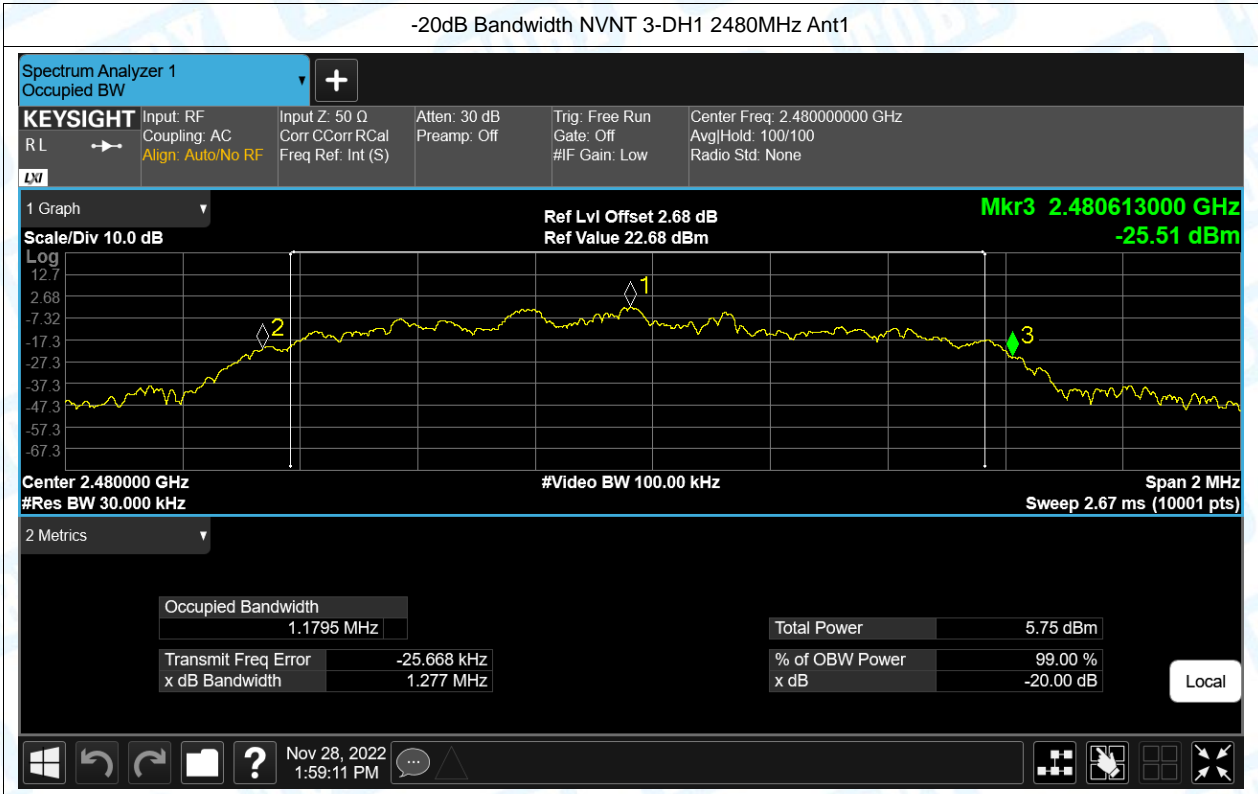 -20dB Bandwidth NVNT 3-DH1 2480MHz Ant1
Spectrum Analyzer 1
Occupied BW
KEYSIGHT
R L
LXI
Input: RF
Coupling: AC
Align: Auto/No RF
Input Z: 50 Ω
Corr CCorr RCal
Freq Ref: Int (S)
Atten: 30 dB
Preamp: Off
Trig: Free Run
Gate: Off
#IF Gain: Low
Center Freq: 2.480000000 GHz
Avg|Hold: 100/100
Radio Std: None
1 Graph
Scale/Div 10.0 dB
Ref Lvl Offset 2.68 dB
Ref Value 22.68 dBm
Mkr3 2.480613000 GHz
-25.51 dBm
Log
12.7
2.68
-7.32
-17.3
-27.3
-37.3
-47.3
-57.3
-67.3
1
2
3
Center 2.480000 GHz
#Res BW 30.000 kHz
#Video BW 100.00 kHz
Span 2 MHz
Sweep 2.67 ms (10001 pts)
2 Metrics
Occupied Bandwidth
1.1795 MHz
Transmit Freq Error -25.668 kHz
x dB Bandwidth 1.277 MHz
Total Power 5.75 dBm
% of OBW Power 99.00 %
x dB -20.00 dB
Local
?
Nov 28, 2022
1:59:11 PM